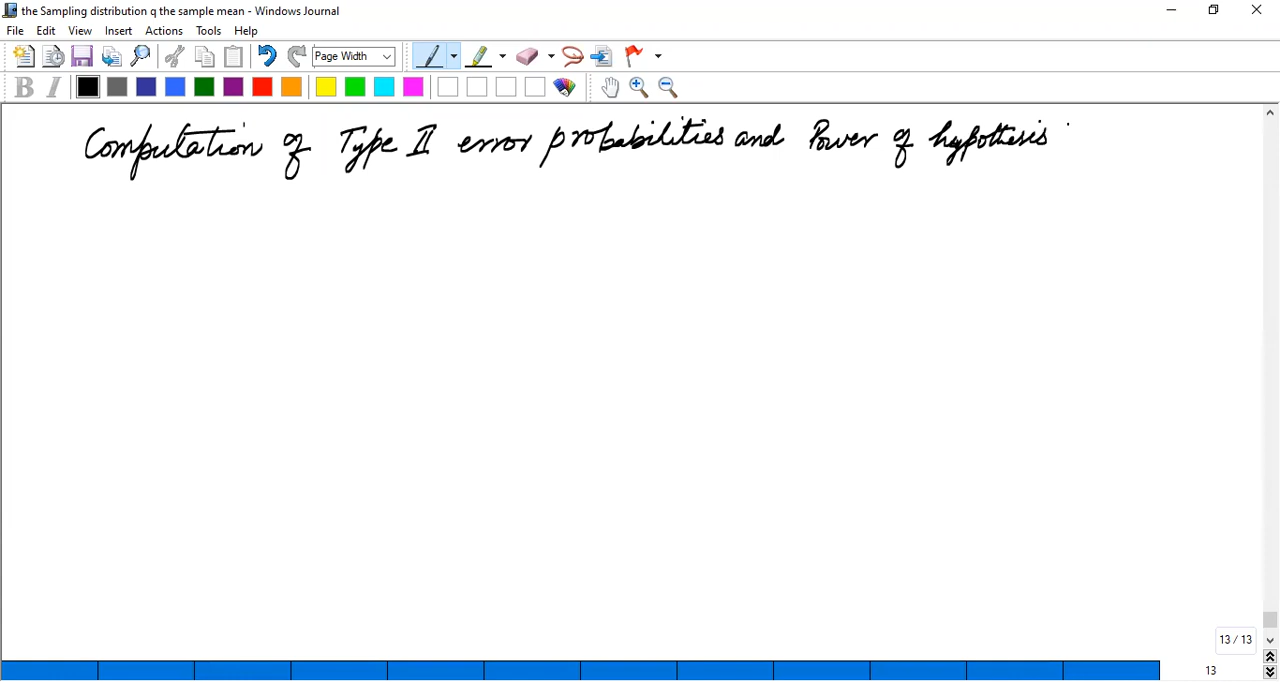 the Sampling distribution q the sample mean - Windows Journal
File Edit View Insert Actions Tools Help
Page Width
B I
Computation of Type II error probabilities and Power of hypothesis
13 / 13
13